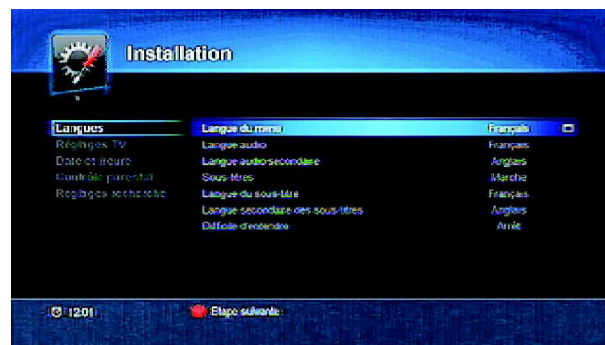 Installation
Langues
Réglages TV
Date et Heure
Contrôle parental
Réglages recherche
Langue du menu Français
Langue audio Français
Langue audio secondaire Anglais
Sous-titres Marche
Langue du sous-titre Français
Langue secondaire des sous-titres Anglais
Difficile d'entendre Arrêt
12:01 Etape suivante